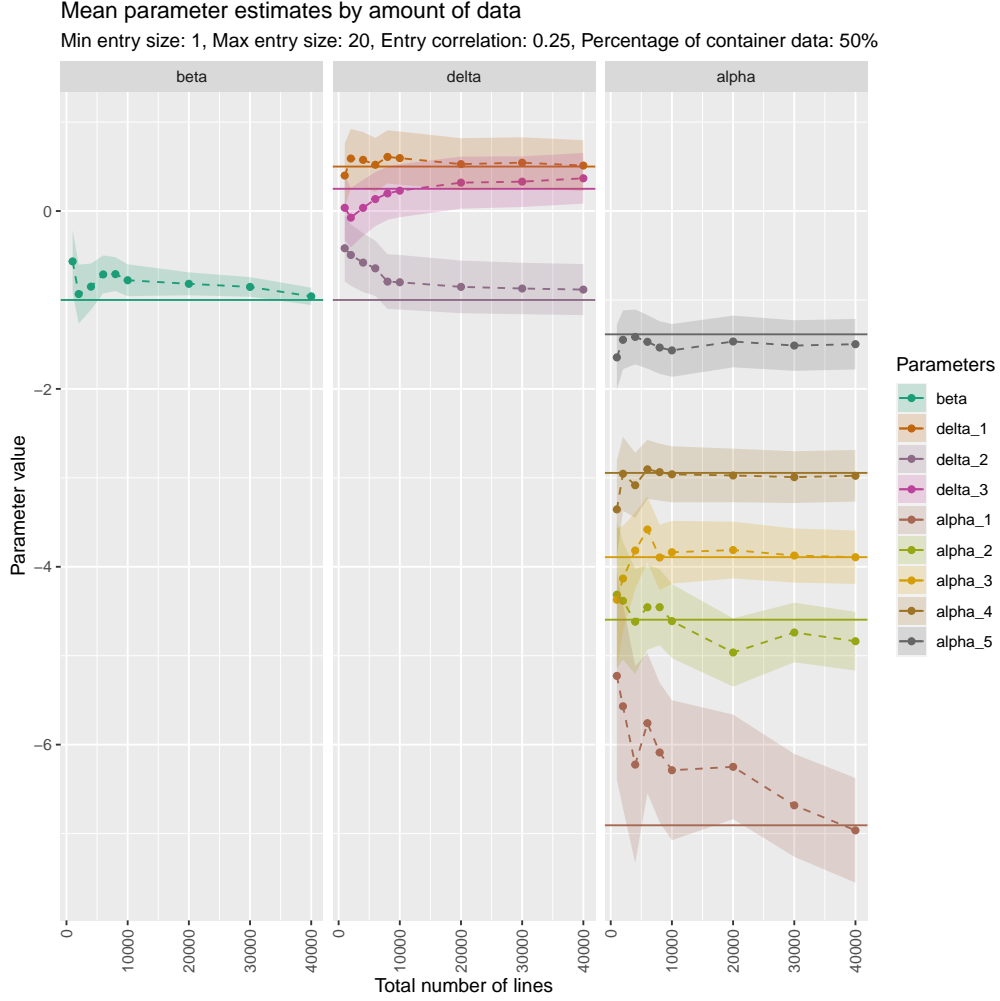 Mean parameter estimates by amount of data
Min entry size: 1, Max entry size: 20, Entry correlation: 0.25, Percentage of container data: 50%
beta
delta
alpha
Parameter value
0
−2
−4
−6
0
10000
20000
30000
40000
0
10000
20000
30000
40000
0
10000
20000
30000
40000
Total number of lines
Parameters
beta
delta_1
delta_2
delta_3
alpha_1
alpha_2
alpha_3
alpha_4
alpha_5